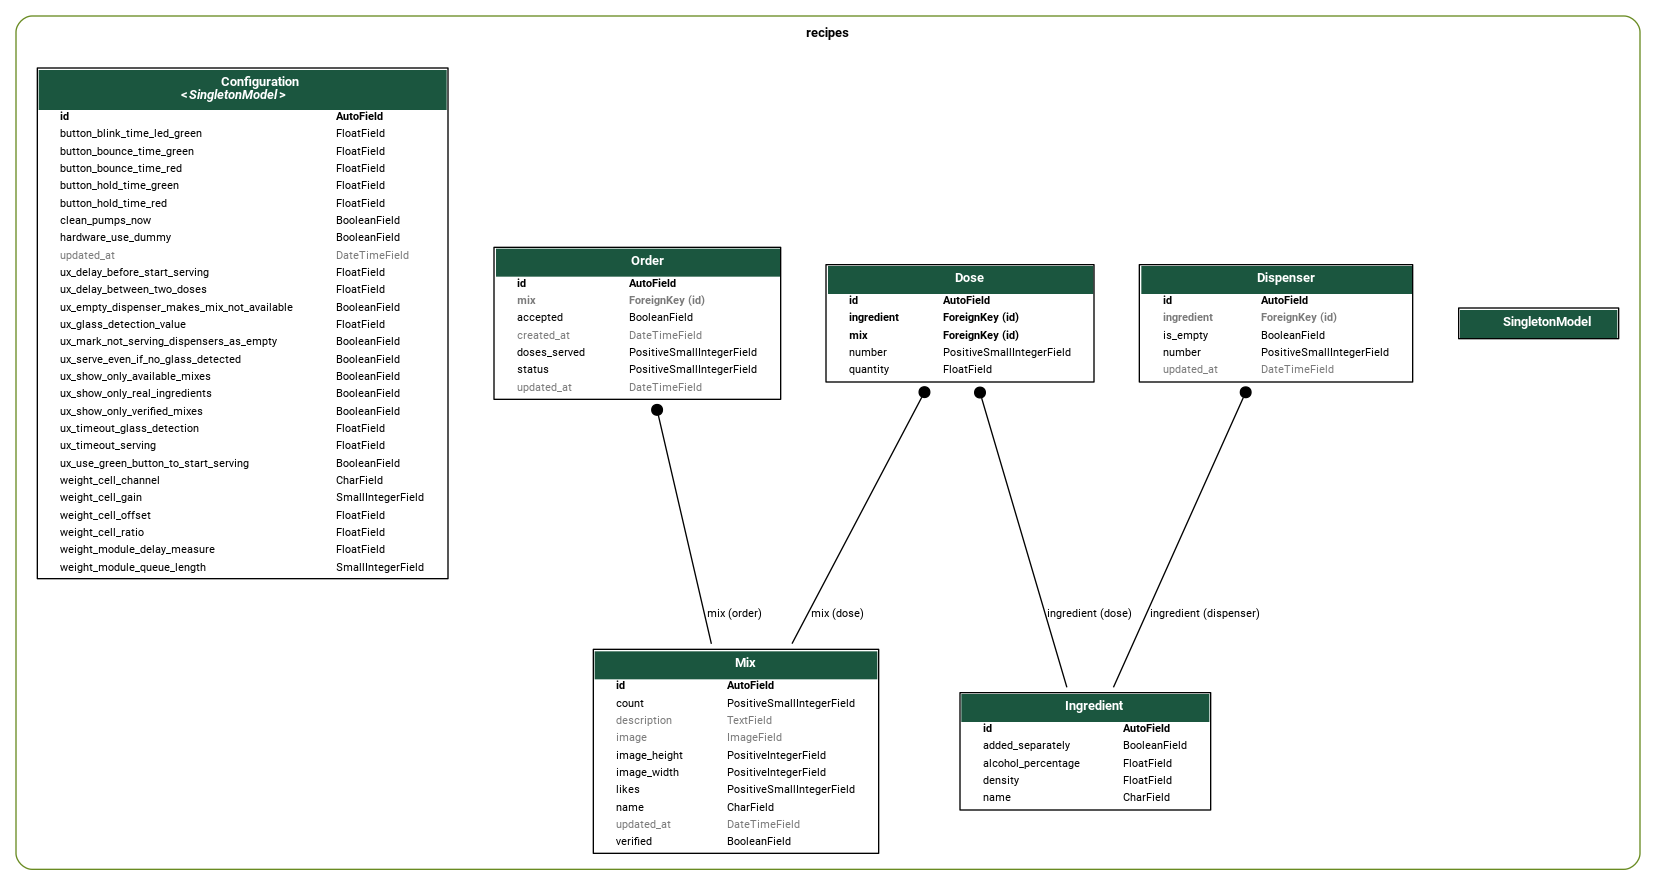 recipes
Configuration
<SingletonModel>
id AutoField
button_blink_time_led_green FloatField
button_bounce_time_green FloatField
button_bounce_time_red FloatField
button_hold_time_green FloatField
button_hold_time_red FloatField
clean_pumps_now BooleanField
hardware_use_dummy BooleanField
updated_at DateTimeField
ux_delay_before_start_serving FloatField
ux_delay_between_two_doses FloatField
ux_empty_dispenser_makes_mix_not_available BooleanField
ux_glass_detection_value FloatField
ux_mark_not_serving_dispensers_as_empty BooleanField
ux_serve_even_if_no_glass_detected BooleanField
ux_show_only_available_mixes BooleanField
ux_show_only_real_ingredients BooleanField
ux_show_only_verified_mixes BooleanField
ux_timeout_glass_detection FloatField
ux_timeout_serving FloatField
ux_use_green_button_to_start_serving BooleanField
weight_cell_channel CharField
weight_cell_gain SmallIntegerField
weight_cell_offset FloatField
weight_cell_ratio FloatField
weight_module_delay_measure FloatField
weight_module_queue_length SmallIntegerField
Order
id AutoField
mix ForeignKey (id)
accepted BooleanField
created_at DateTimeField
doses_served PositiveSmallIntegerField
status PositiveSmallIntegerField
updated_at DateTimeField
Dose
id AutoField
ingredient ForeignKey (id)
mix ForeignKey (id)
number PositiveSmallIntegerField
quantity FloatField
Dispenser
id AutoField
ingredient ForeignKey (id)
is_empty BooleanField
number PositiveSmallIntegerField
updated_at DateTimeField
SingletonModel
mix (order)
mix (dose)
ingredient (dose)
ingredient (dispenser)
Mix
id AutoField
count PositiveSmallIntegerField
description TextField
image ImageField
image_height PositiveIntegerField
image_width PositiveIntegerField
likes PositiveSmallIntegerField
name CharField
updated_at DateTimeField
verified BooleanField
Ingredient
id AutoField
added_separately BooleanField
alcohol_percentage FloatField
density FloatField
name CharField